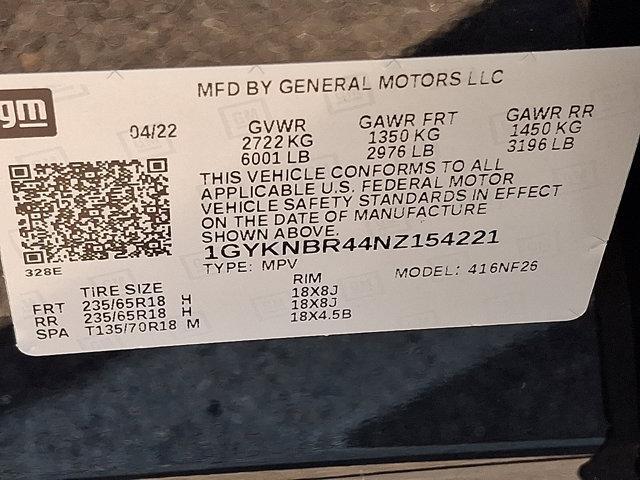 MFD BY GENERAL MOTORS LLC
gm
04/22
GVWR GAWR FRT GAWR RR
2722 KG 1350 KG 1450 KG
6001 LB 2976 LB 3196 LB
THIS VEHICLE CONFORMS TO ALL
APPLICABLE U.S. FEDERAL MOTOR
VEHICLE SAFETY STANDARDS IN EFFECT
ON THE DATE OF MANUFACTURE
SHOWN ABOVE.
1GYKNBR44NZ154221
328E
TYPE: MPV MODEL: 416NF26
TIRE SIZE RIM
FRT 235/65R18 H 18X8J
RR 235/65R18 H 18X8J
SPA T135/70R18 M 18X4.5B